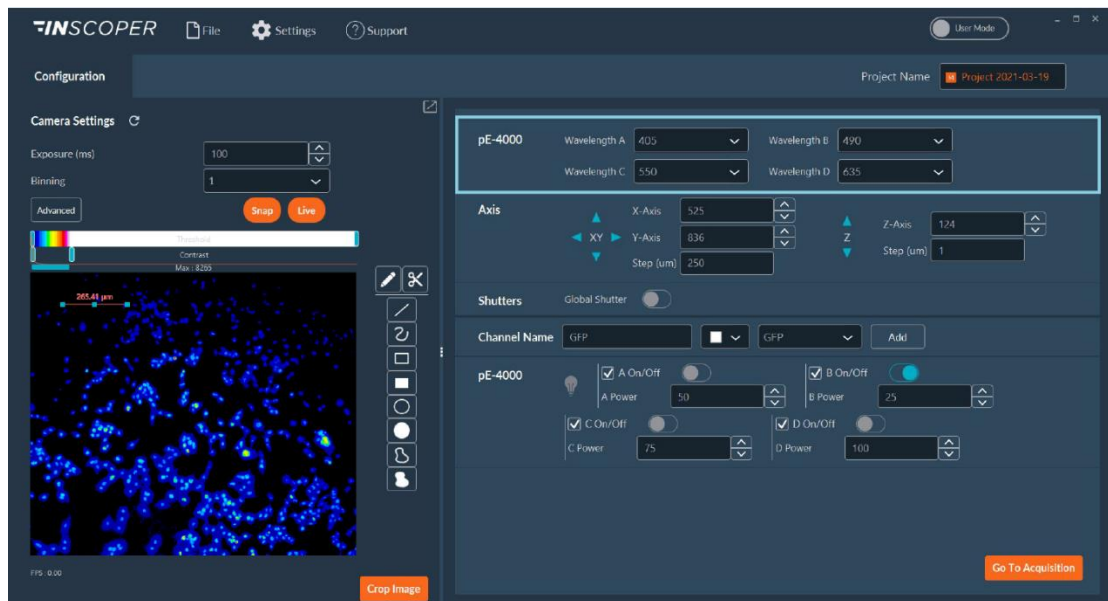 INSCOPER File Settings Support User Mode
Configuration Project Name Project 2021-03-19
Camera Settings
Exposure (ms) 100
Binning 1
Advanced Snap Live
Threshold
Contrast
Max : 8265
265.41 µm
FPS : 0.00
Crop Image
pE-4000 Wavelength A 405 Wavelength B 490
Wavelength C 550 Wavelength D 635
Axis X-Axis 525
XY Y-Axis 836
Step (um) 250
Z Z-Axis 124
Step (um) 1
Shutters Global Shutter
Channel Name GFP GFP Add
pE-4000 A On/Off B On/Off
A Power 50 B Power 25
C On/Off D On/Off
C Power 75 D Power 100
Go To Acquisition